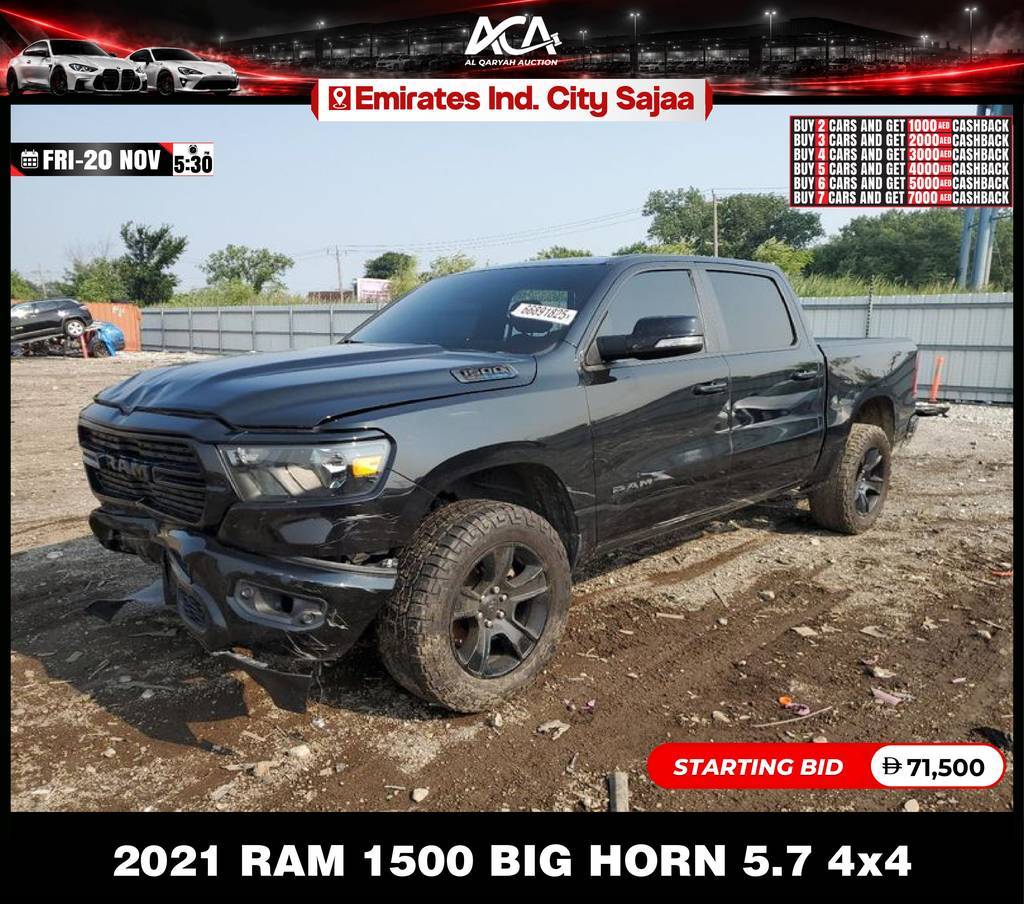 ACA
AL QARYAH AUCTION
Emirates Ind. City Sajaa
FRI-20 NOV 5:30
BUY 2 CARS AND GET 1000 AED CASHBACK
BUY 3 CARS AND GET 2000 AED CASHBACK
BUY 4 CARS AND GET 3000 AED CASHBACK
BUY 5 CARS AND GET 4000 AED CASHBACK
BUY 6 CARS AND GET 5000 AED CASHBACK
BUY 7 CARS AND GET 7000 AED CASHBACK
66891825
1500
RAM
RAM
STARTING BID 71,500
2021 RAM 1500 BIG HORN 5.7 4x4